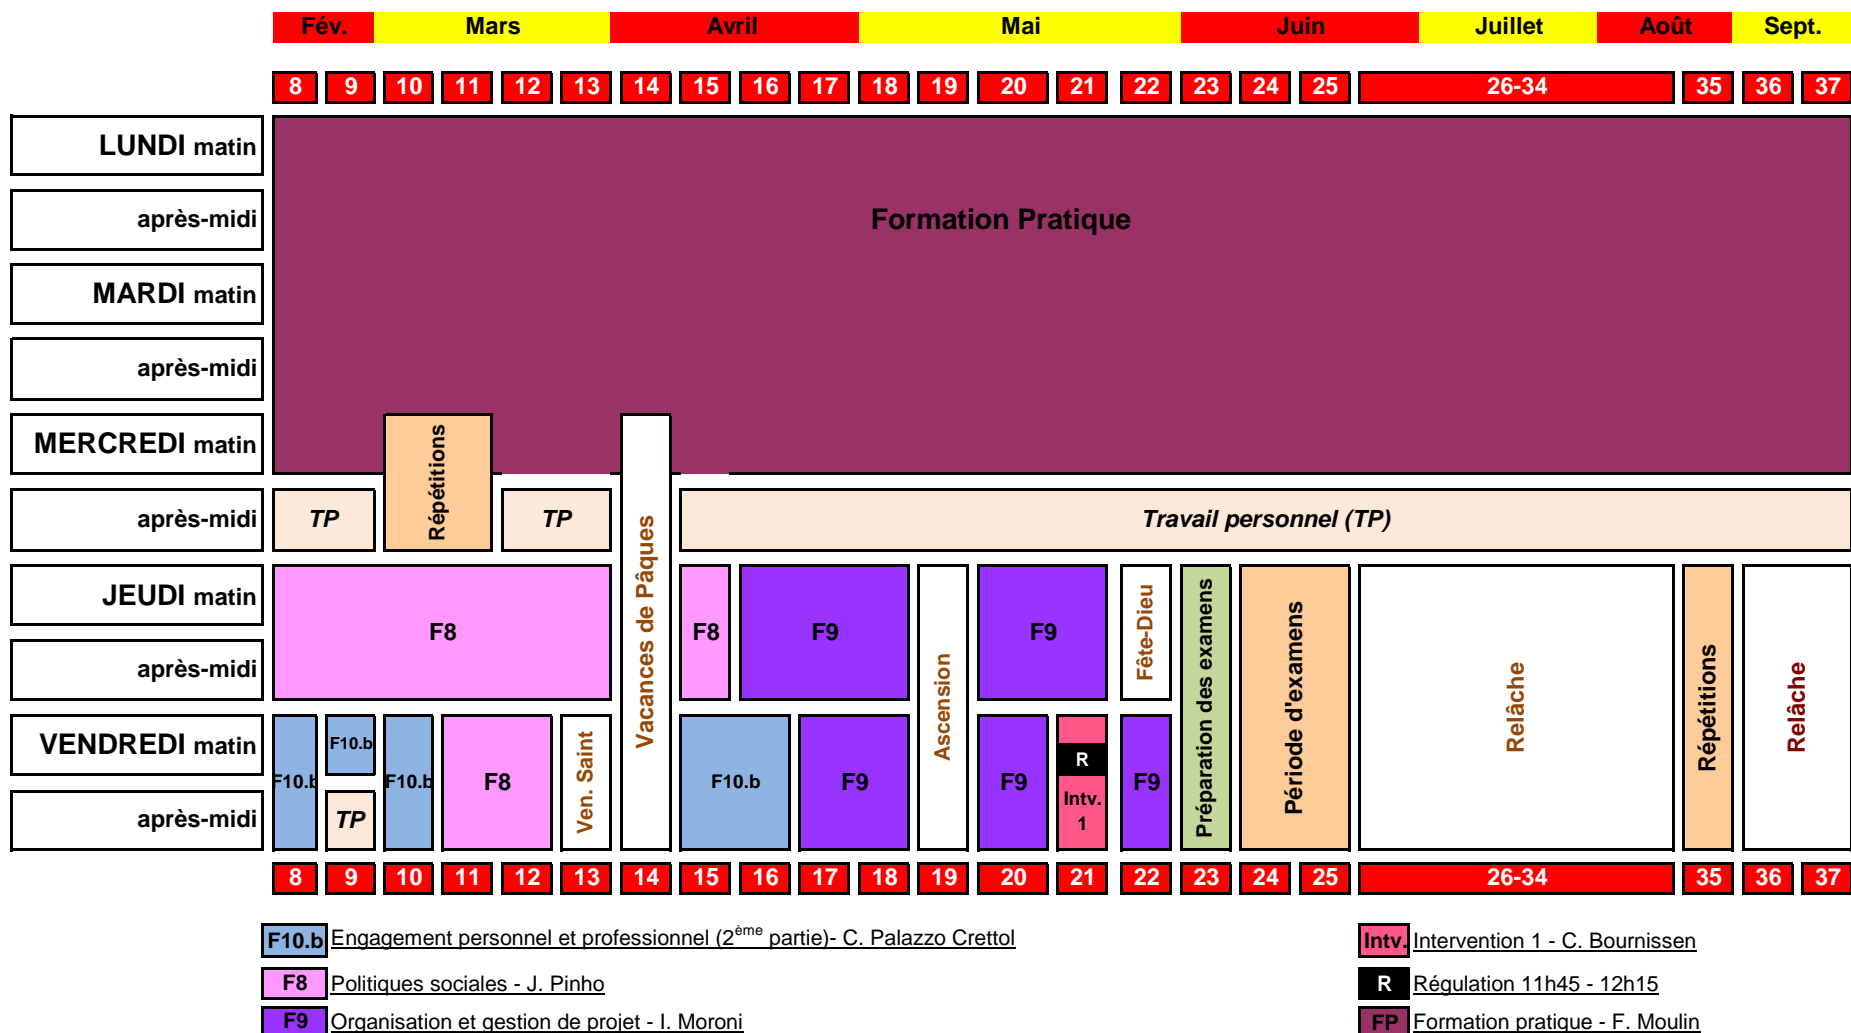 Fév. Mars Avril Mai Juin Juillet Août Sept.
8 9 10 11 12 13 14 15 16 17 18 19 20 21 22 23 24 25 26-34 35 36 37
LUNDI matin
après-midi
Formation Pratique
MARDI matin
après-midi
MERCREDI matin
Répétitions
Vacances de Pâques
après-midi
TP
TP
Travail personnel (TP)
JEUDI matin
après-midi
F8
F8
F9
Ascension
F9
Fête-Dieu
Préparation des examens
Période d'examens
Relâche
Répétitions
Relâche
VENDREDI matin
après-midi
F10.b
F10.b
TP
F10.b
F8
Ven. Saint
F10.b
F9
F9
R
Intv.
1
F9
8 9 10 11 12 13 14 15 16 17 18 19 20 21 22 23 24 25 26-34 35 36 37
F10.b Engagement personnel et professionnel (2ème partie)- C. Palazzo Crettol
F8 Politiques sociales - J. Pinho
F9 Organisation et gestion de projet - I. Moroni
Intv. Intervention 1 - C. Bournissen
R Régulation 11h45 - 12h15
FP Formation pratique - F. Moulin